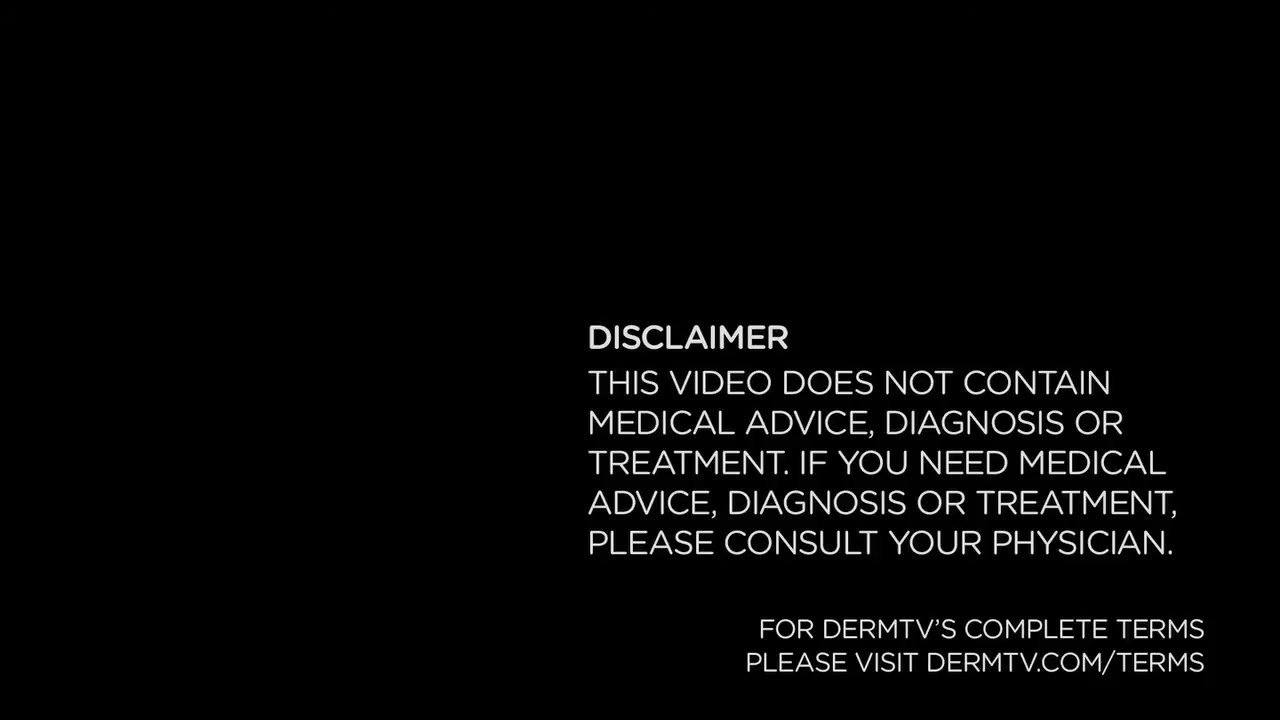 DISCLAIMER
THIS VIDEO DOES NOT CONTAIN
MEDICAL ADVICE, DIAGNOSIS OR
TREATMENT. IF YOU NEED MEDICAL
ADVICE, DIAGNOSIS OR TREATMENT,
PLEASE CONSULT YOUR PHYSICIAN.
FOR DERMTV’S COMPLETE TERMS
PLEASE VISIT DERMTV.COM/TERMS